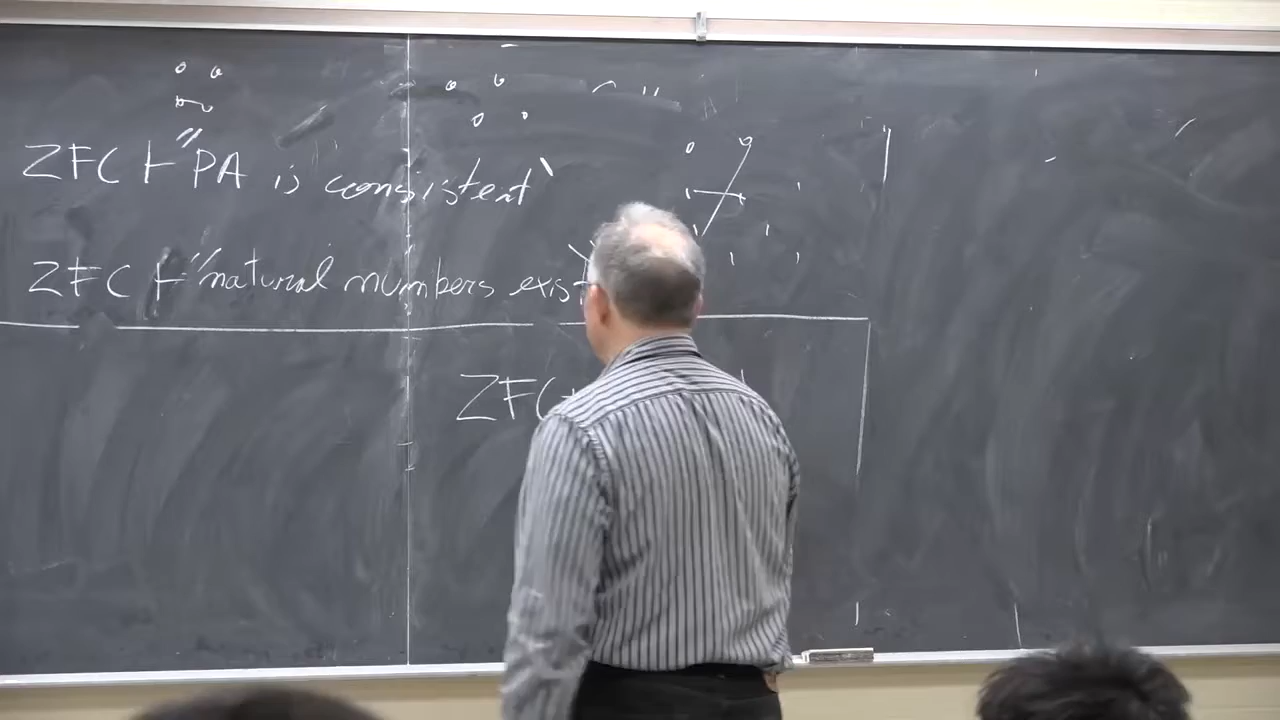 ZFC ⊢ "PA is consistent"
ZFC ⊢ "natural numbers exist
ZFC